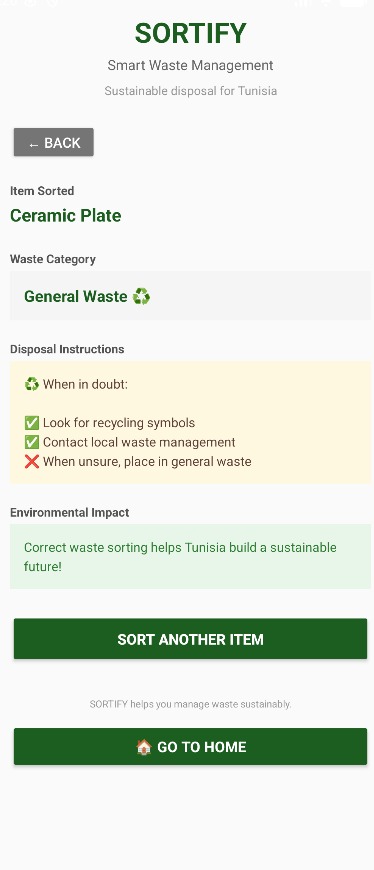 SORTIFY
Smart Waste Management
Sustainable disposal for Tunisia
← BACK
Item Sorted
Ceramic Plate
Waste Category
General Waste ♻️
Disposal Instructions
♻️ When in doubt:
✅ Look for recycling symbols
✅ Contact local waste management
❌ When unsure, place in general waste
Environmental Impact
Correct waste sorting helps Tunisia build a sustainable
future!
SORT ANOTHER ITEM
SORTIFY helps you manage waste sustainably.
🏠 GO TO HOME